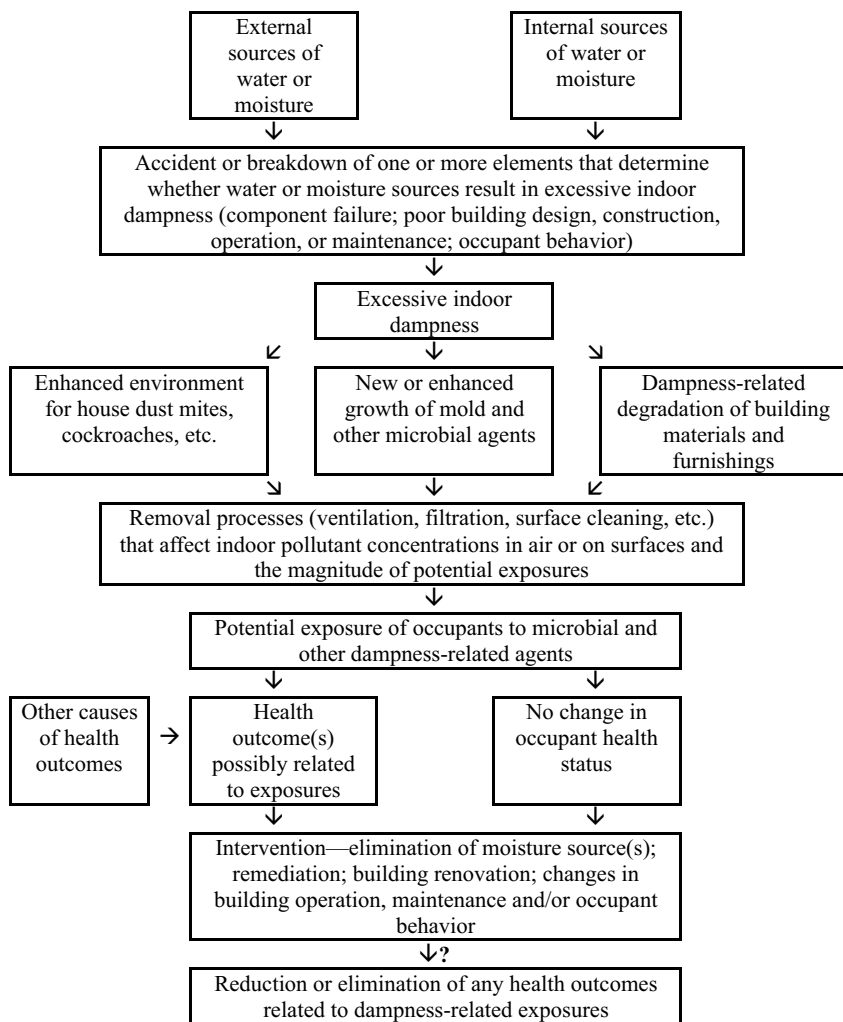 External
sources of
water or
moisture
Internal sources
of water or
moisture
Accident or breakdown of one or more elements that determine
whether water or moisture sources result in excessive indoor
dampness (component failure; poor building design, construction,
operation, or maintenance; occupant behavior)
Excessive indoor
dampness
Enhanced environment
for house dust mites,
cockroaches, etc.
New or enhanced
growth of mold and
other microbial agents
Dampness-related
degradation of building
materials and
furnishings
Removal processes (ventilation, filtration, surface cleaning, etc.)
that affect indoor pollutant concentrations in air or on surfaces and
the magnitude of potential exposures
Potential exposure of occupants to microbial and
other dampness-related agents
Other causes
of health
outcomes
Health
outcome(s)
possibly related
to exposures
No change in
occupant health
status
Intervention—elimination of moisture source(s);
remediation; building renovation; changes in
building operation, maintenance and/or occupant
behavior
?
Reduction or elimination of any health outcomes
related to dampness-related exposures